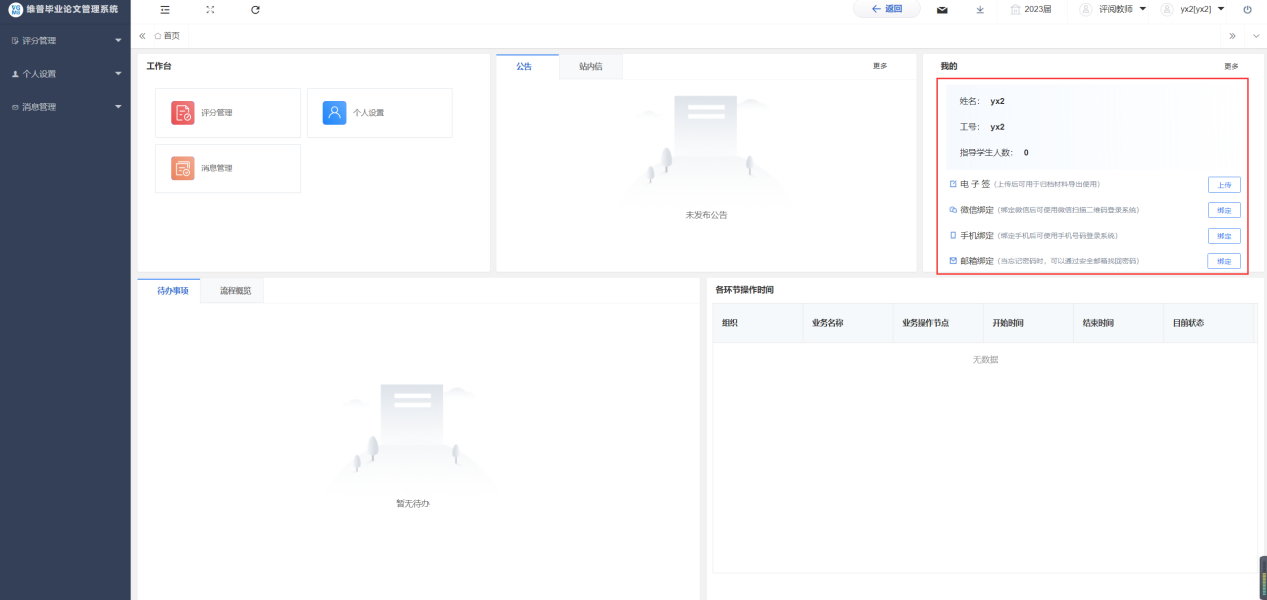 维普毕业论文管理系统
返回
2023届
评阅教师
yx2[yx2]
首页
评分管理
个人设置
消息管理
工作台
评分管理
个人设置
消息管理
公告
站内信
更多
未发布公告
我的
更多
姓名： yx2
工号： yx2
指导学生人数： 0
电 子 签（上传后可用于归档材料导出使用）
上传
微信绑定（绑定微信后可使用微信扫描二维码登录系统）
绑定
手机绑定（绑定手机后可使用手机号码登录系统）
绑定
邮箱绑定（当忘记密码时，可以通过安全邮箱找回密码）
绑定
待办事项
流程概览
暂无待办
各环节操作时间
组织 业务名称 业务操作节点 开始时间 结束时间 目前状态
无数据